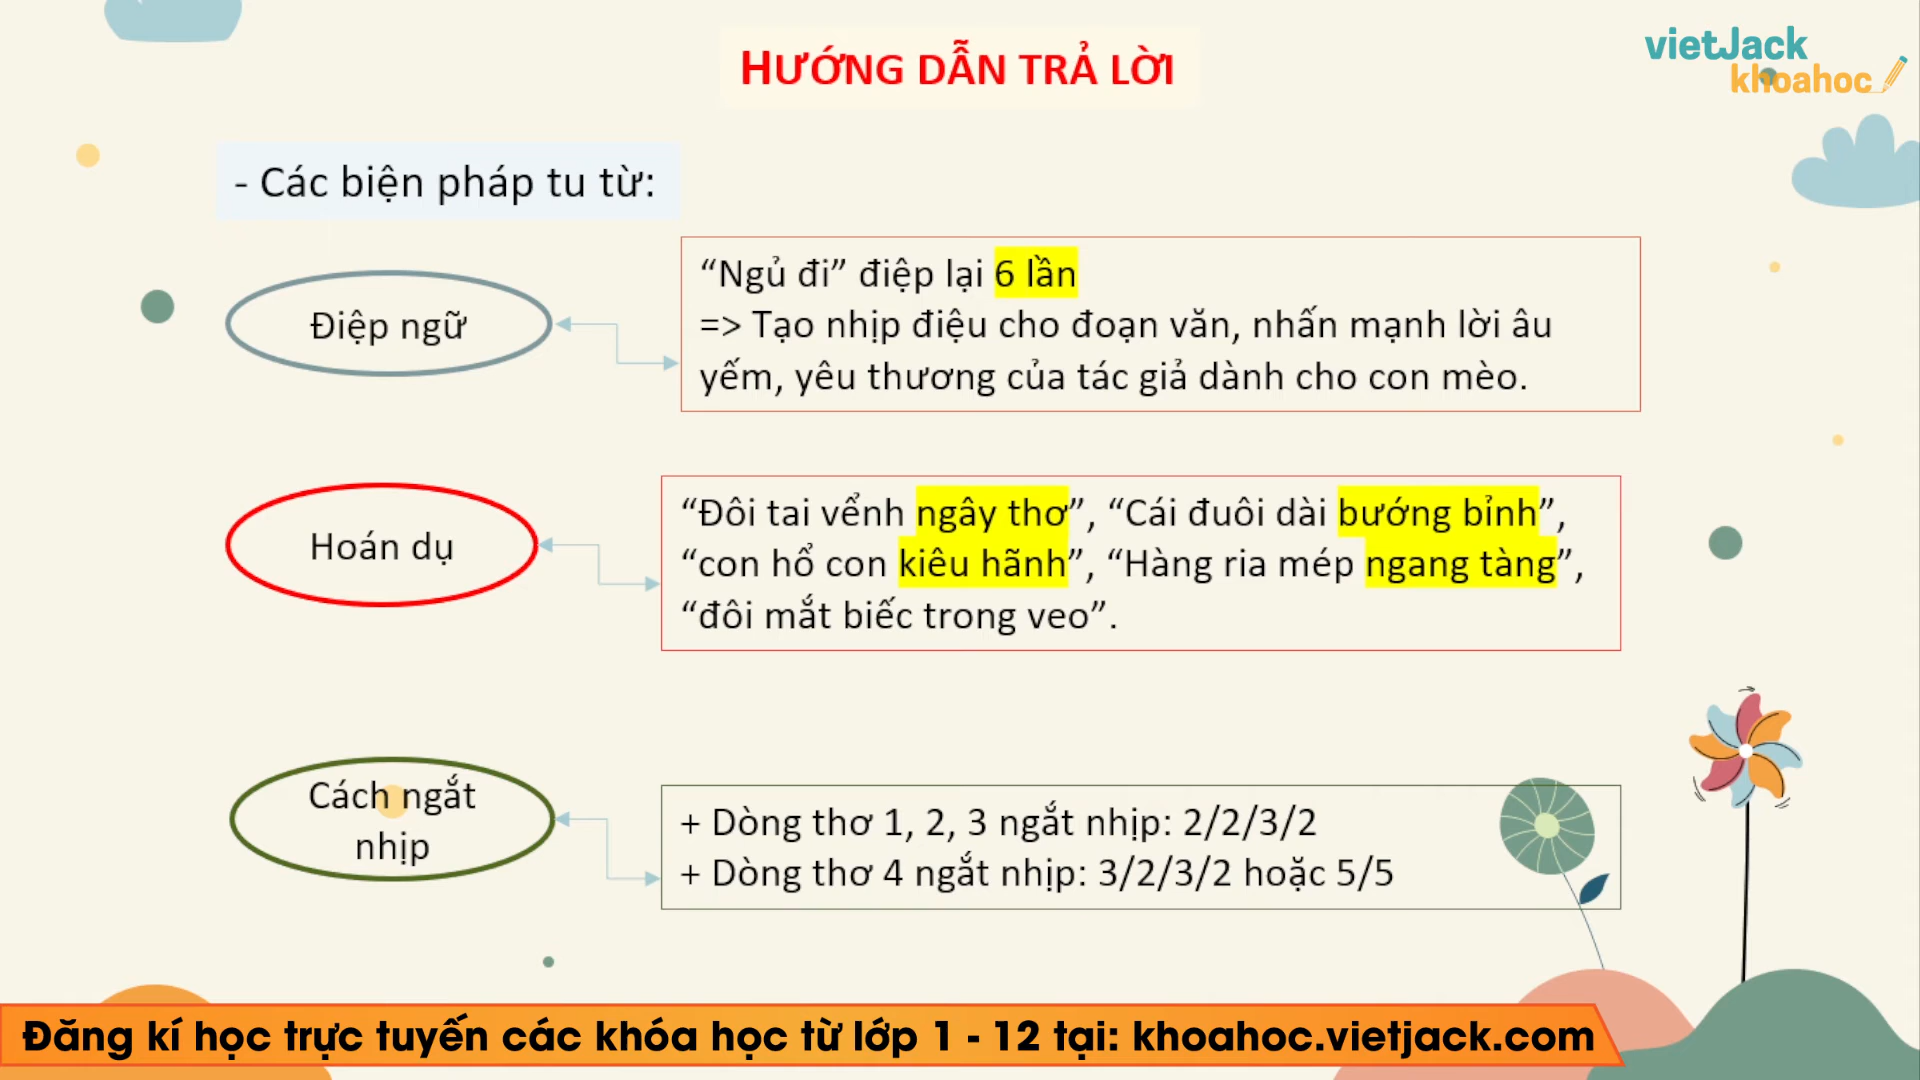 HƯỚNG DẪN TRẢ LỜI
vietJack
khoahoc
- Các biện pháp tu từ:
Điệp ngữ
“Ngủ đi” điệp lại 6 lần
=> Tạo nhịp điệu cho đoạn văn, nhấn mạnh lời âu
yếm, yêu thương của tác giả dành cho con mèo.
Hoán dụ
“Đôi tai vểnh ngây thơ”, “Cái đuôi dài bướng bỉnh”,
“con hổ con kiêu hãnh”, “Hàng ria mép ngang tàng”,
“đôi mắt biếc trong veo”.
Cách ngắt
nhịp
+ Dòng thơ 1, 2, 3 ngắt nhịp: 2/2/3/2
+ Dòng thơ 4 ngắt nhịp: 3/2/3/2 hoặc 5/5
Đăng kí học trực tuyến các khóa học từ lớp 1 - 12 tại: khoahoc.vietjack.com